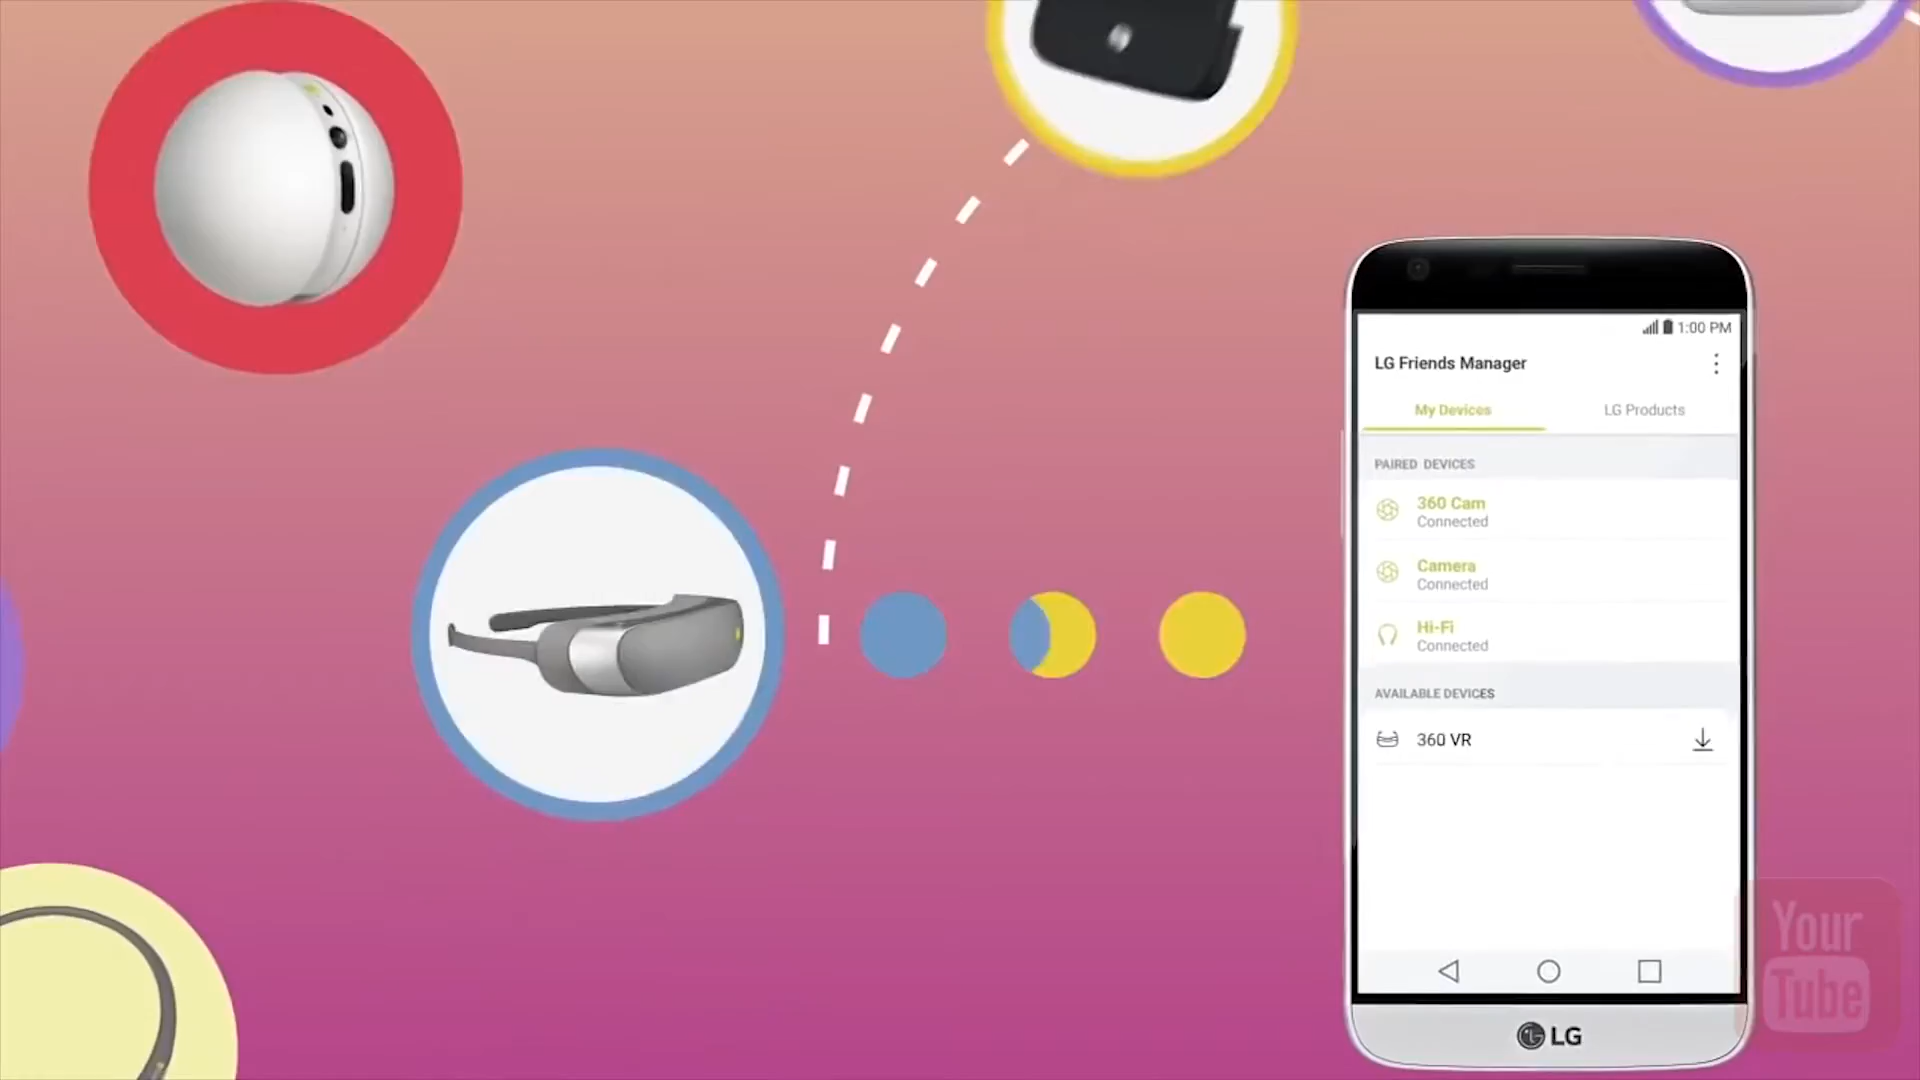 1:00 PM
LG Friends Manager
My Devices
LG Products
PAIRED DEVICES
360 Cam
Connected
Camera
Connected
Hi-Fi
Connected
AVAILABLE DEVICES
360 VR
LG
Your
Tube